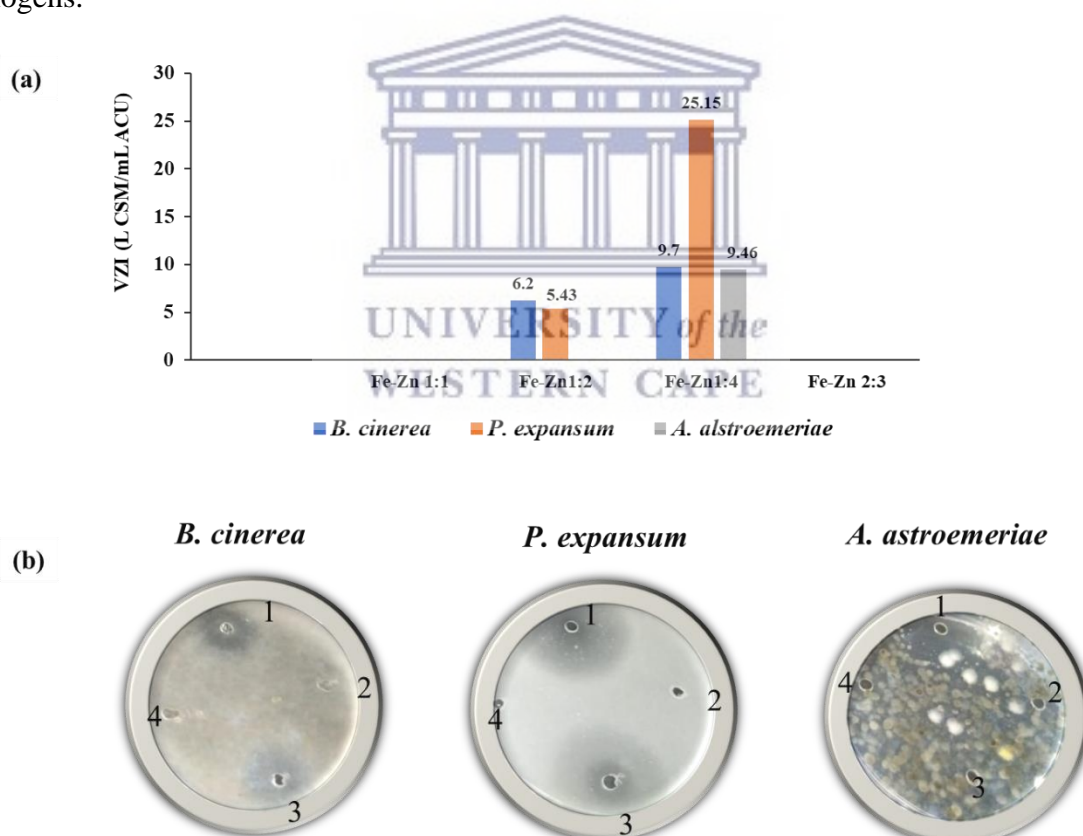 ogens.
(a)
VZI (L CSM/mL ACU)
30
25
20
15
10
5
0
6.2
5.43
9.7
25.15
9.46
Fe-Zn 1:1
Fe-Zn1:2
Fe-Zn1:4
Fe-Zn 2:3
UNIVERSITY of the
WESTERN CAPE
B. cinerea
P. expansum
A. alstroemeriae
(b)
B. cinerea
P. expansum
A. astroemeriae
1
2
3
4
1
2
3
4
1
2
3
4